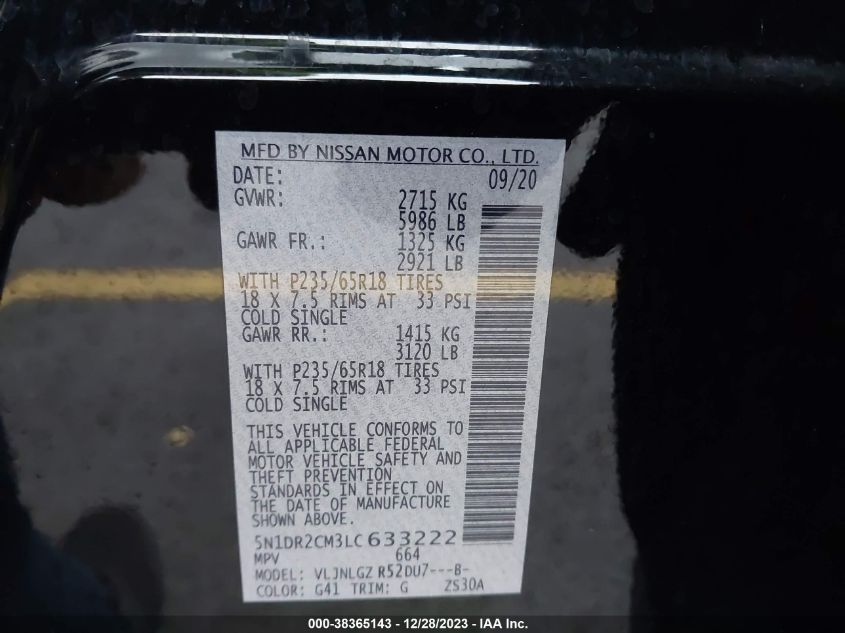 MFD BY NISSAN MOTOR CO., LTD.
DATE: 09/20
GVWR: 2715 KG
5986 LB
GAWR FR.: 1325 KG
2921 LB
WITH P235/65R18 TIRES
18 X 7.5 RIMS AT 33 PSI
COLD SINGLE
GAWR RR.: 1415 KG
3120 LB
WITH P235/65R18 TIRES
18 X 7.5 RIMS AT 33 PSI
COLD SINGLE
THIS VEHICLE CONFORMS TO
ALL APPLICABLE FEDERAL
MOTOR VEHICLE SAFETY AND
THEFT PREVENTION
STANDARDS IN EFFECT ON
THE DATE OF MANUFACTURE
SHOWN ABOVE.
5N1DR2CM3LC633222
MPV 664
MODEL: VLJNLGZ R52DU7---B-
COLOR: G41 TRIM: G ZS30A
000-38365143 - 12/28/2023 - IAA Inc.